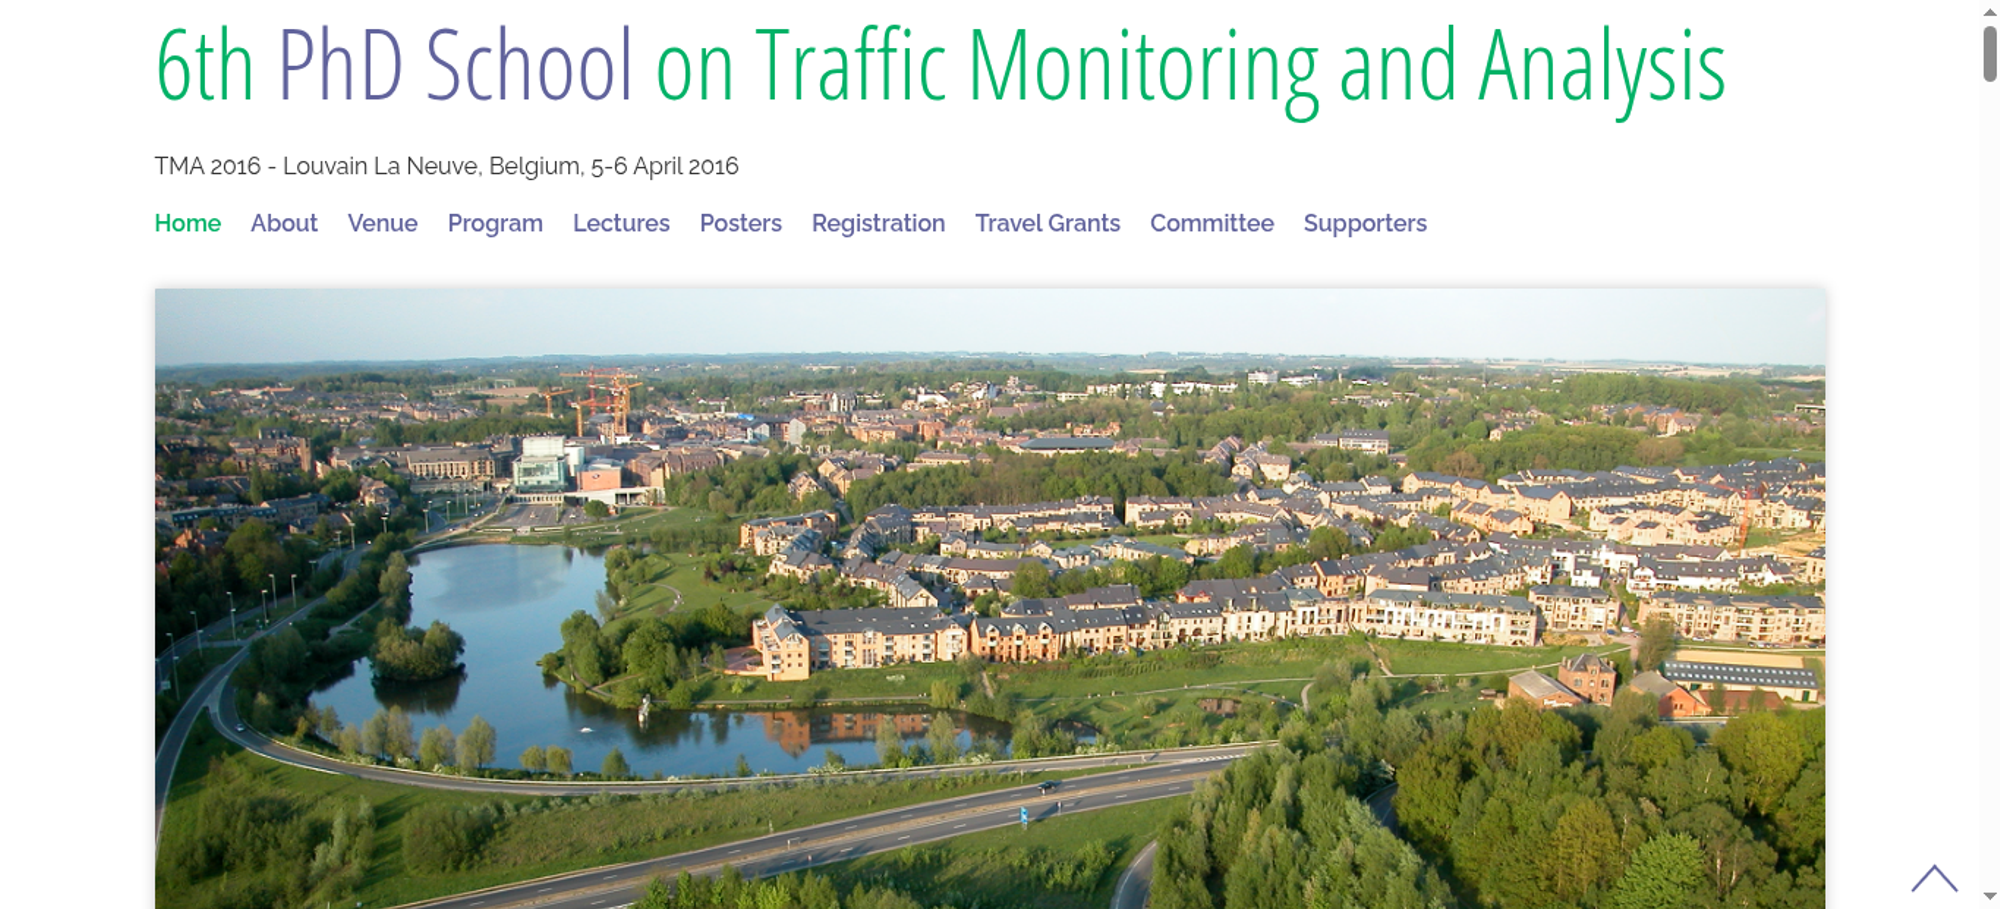 6th PhD School on Traffic Monitoring and Analysis
TMA 2016 - Louvain La Neuve, Belgium, 5-6 April 2016
Home About Venue Program Lectures Posters Registration Travel Grants Committee Supporters